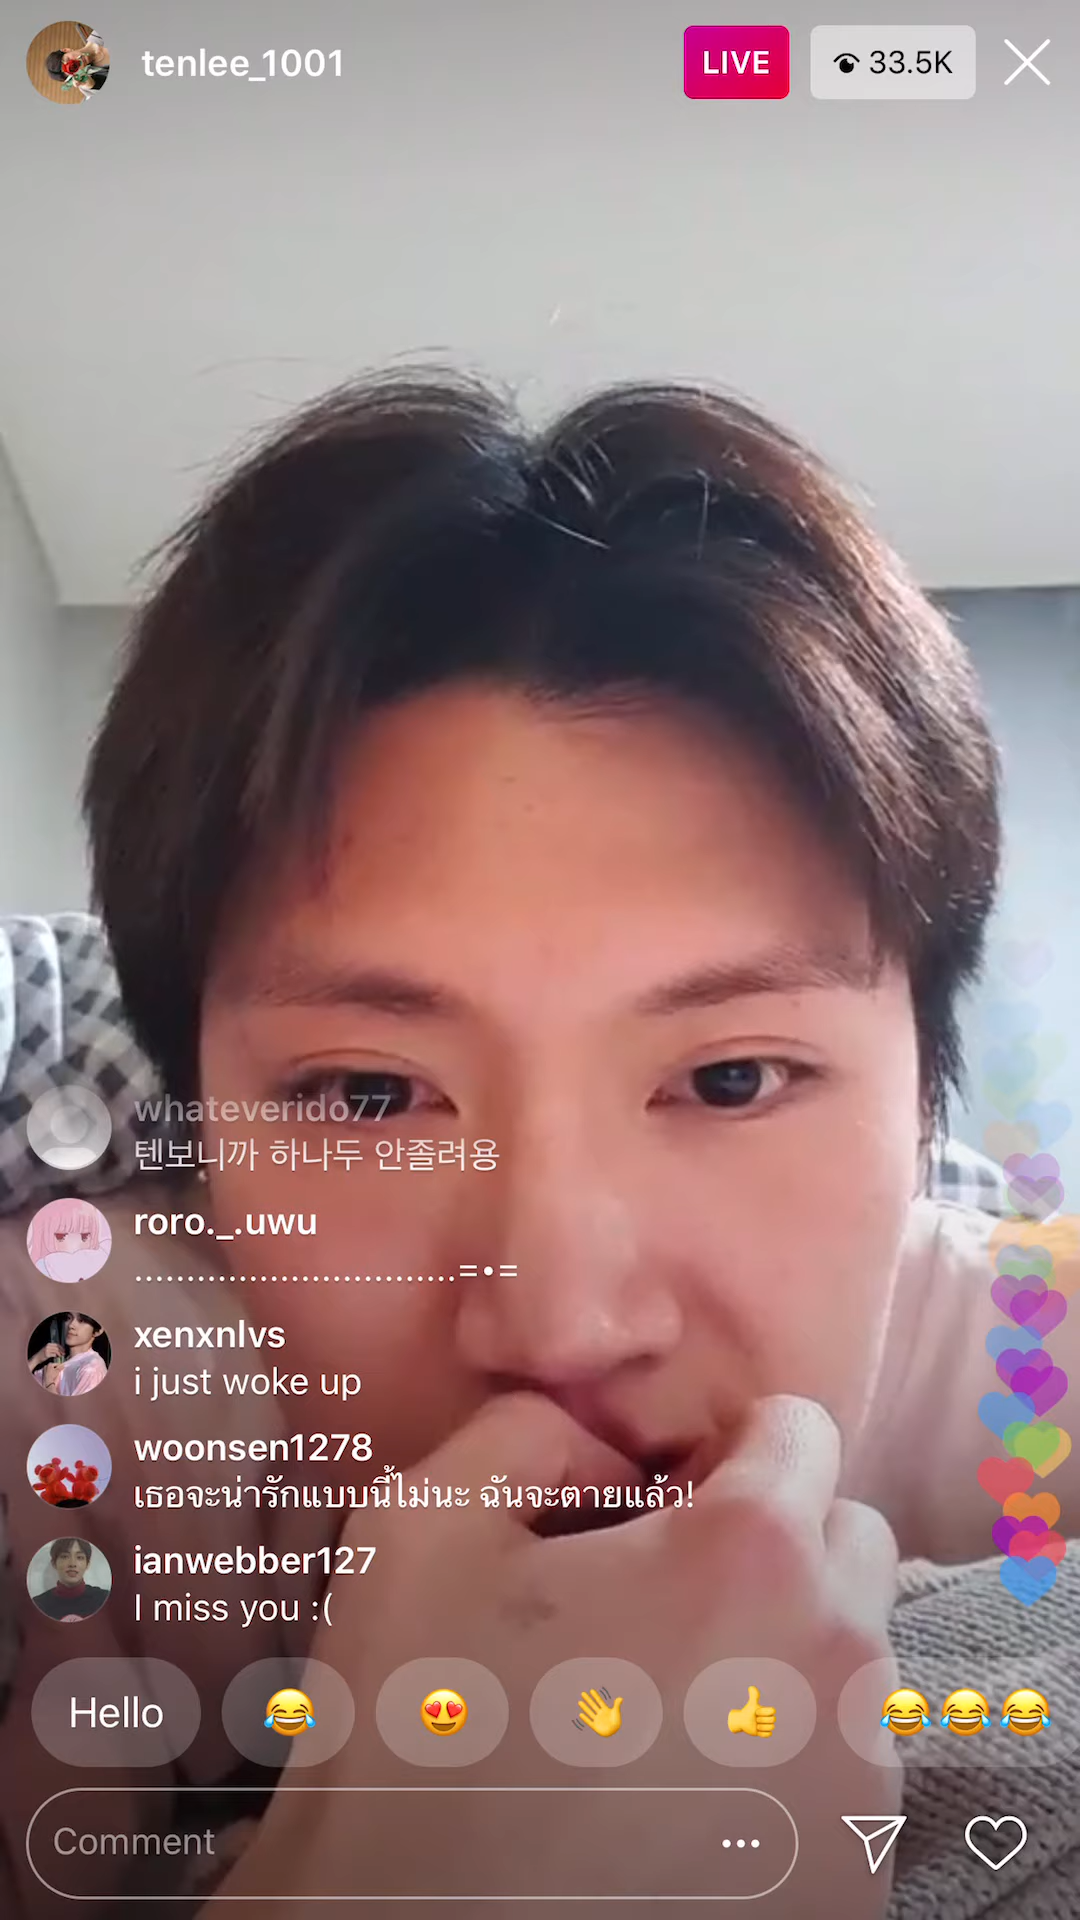 tenlee_1001
LIVE
33.5K
whateverido77
텐보니까 하나두 안졸려용
roro._.uwu
...............................=•=
xenxnlvs
i just woke up
woonsen1278
เธอจะน่ารักแบบนี้ไม่นะ ฉันจะตายแล้ว!
ianwebber127
I miss you :(
Hello
Comment